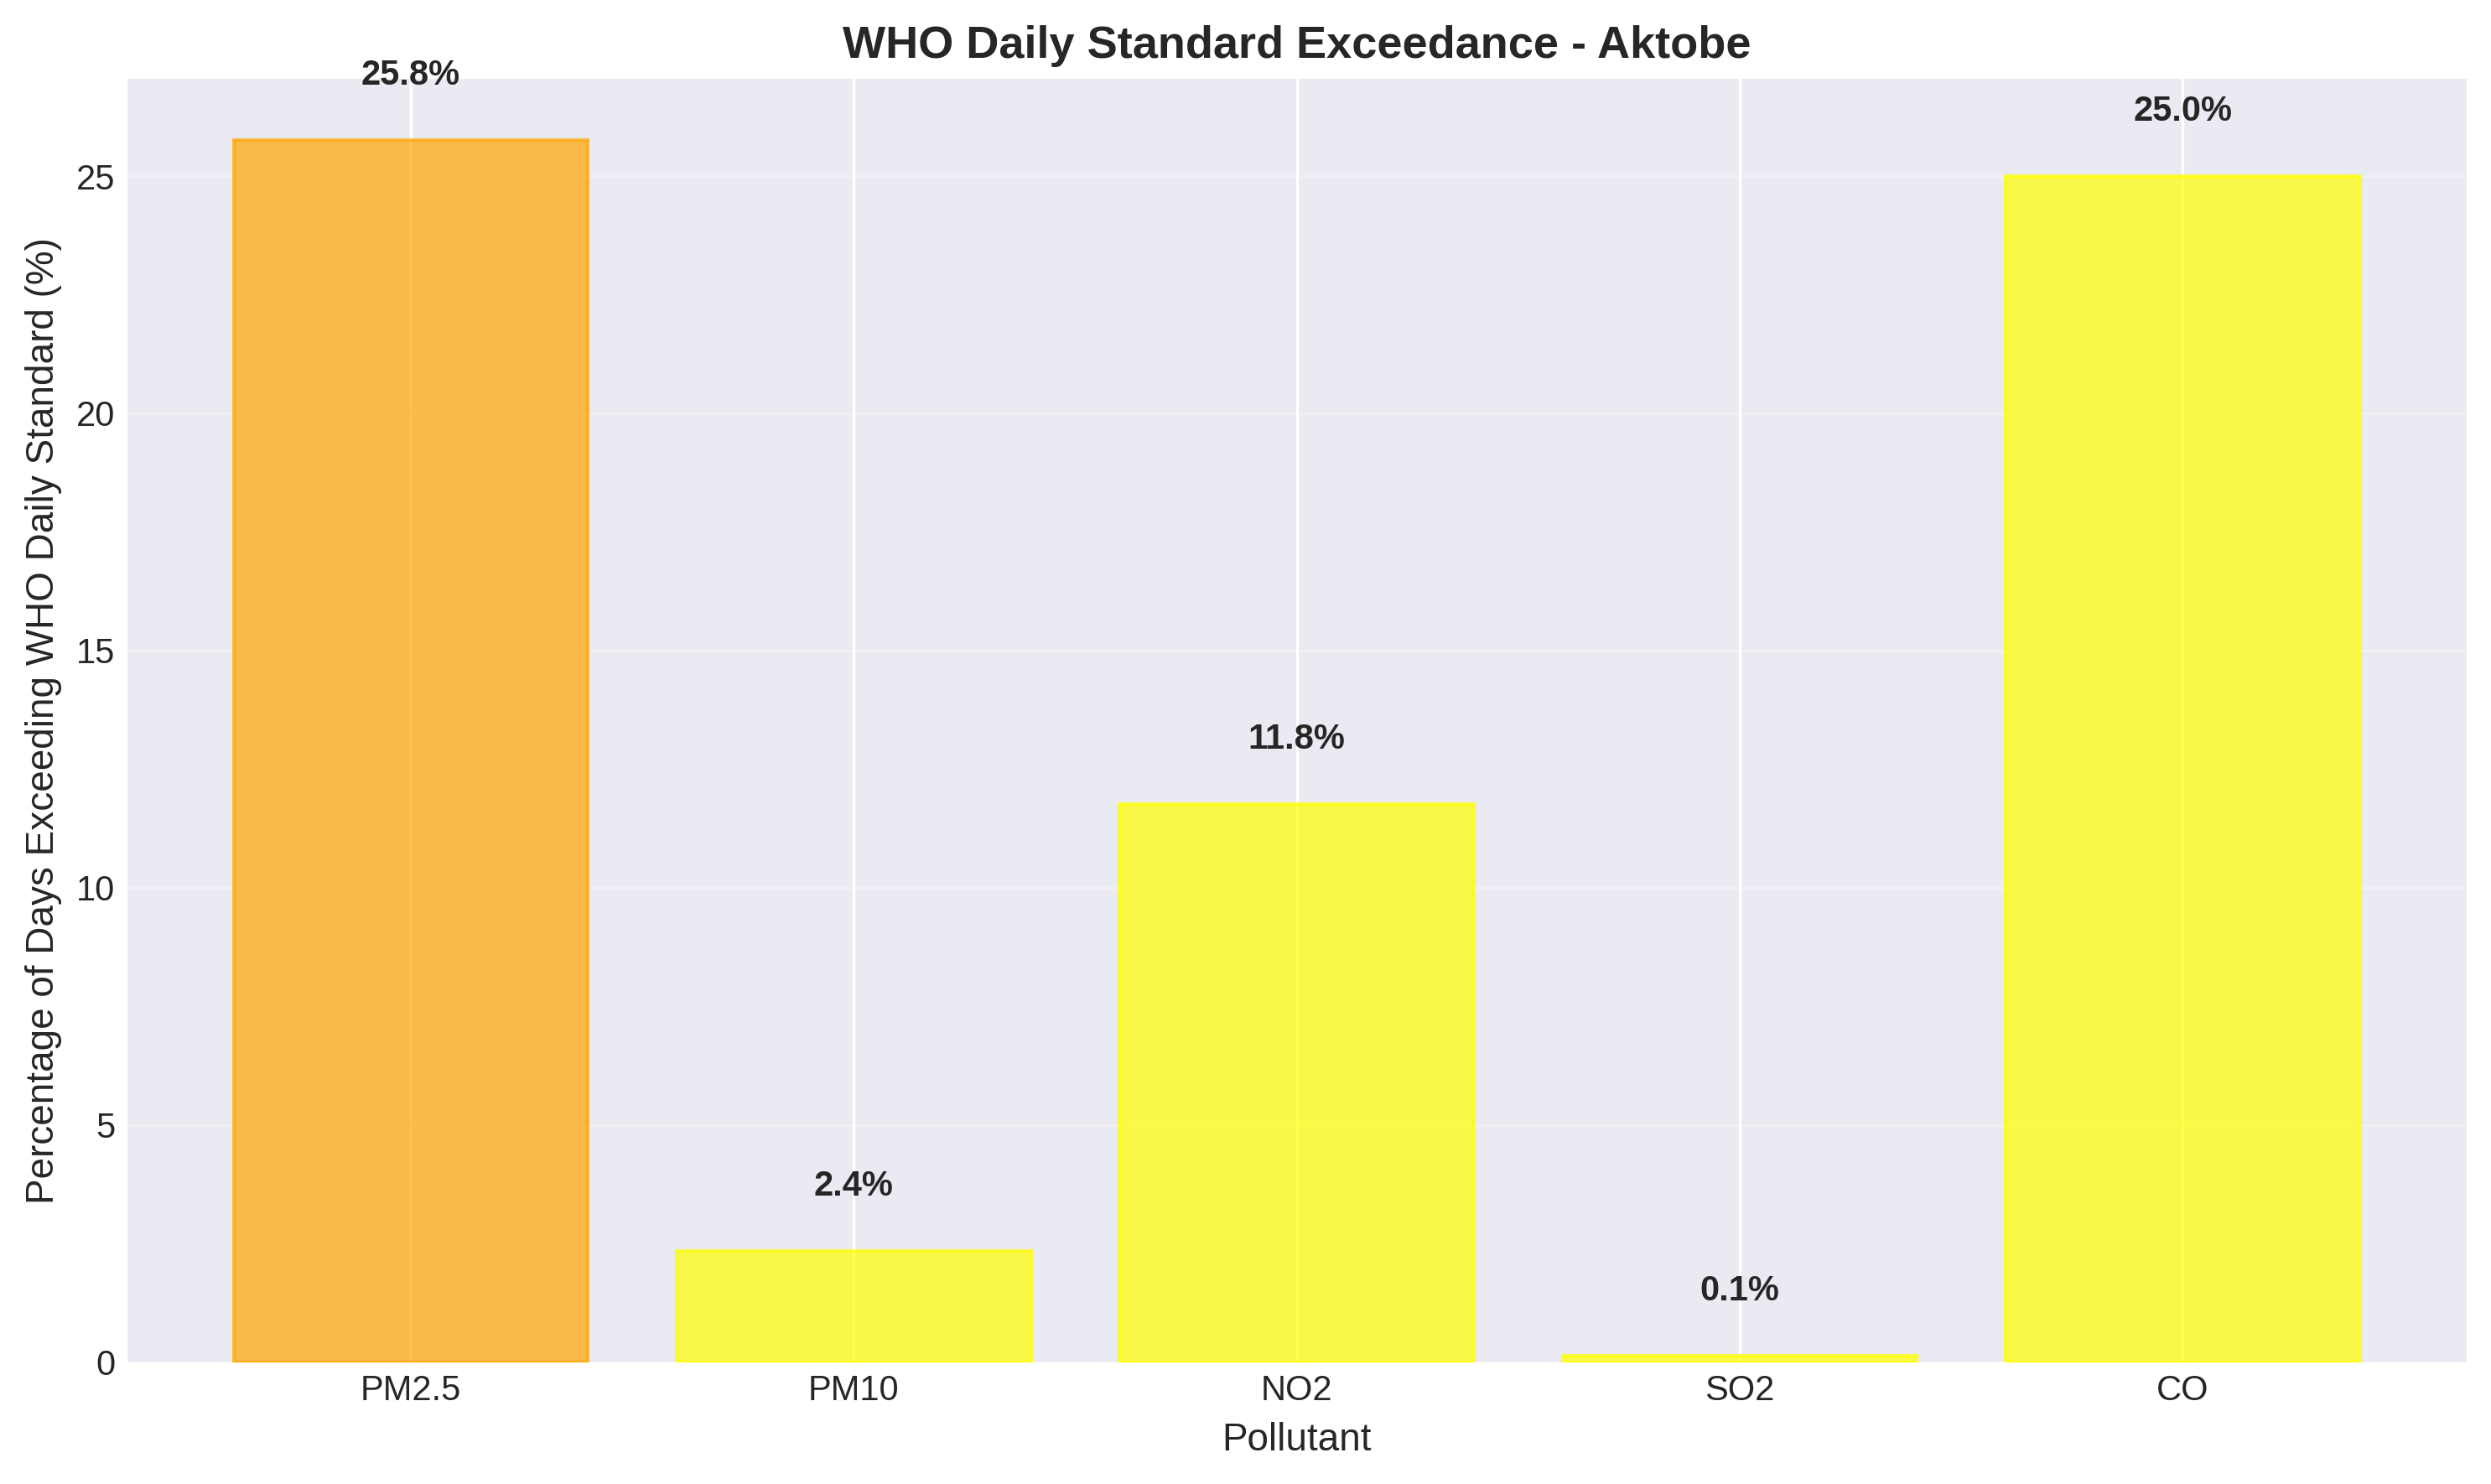 WHO Daily Standard Exceedance - Aktobe
25.8%
25.0%
11.8%
2.4%
0.1%
Percentage of Days Exceeding WHO Daily Standard (%)
25
20
15
10
5
0
PM2.5
PM10
NO2
SO2
CO
Pollutant